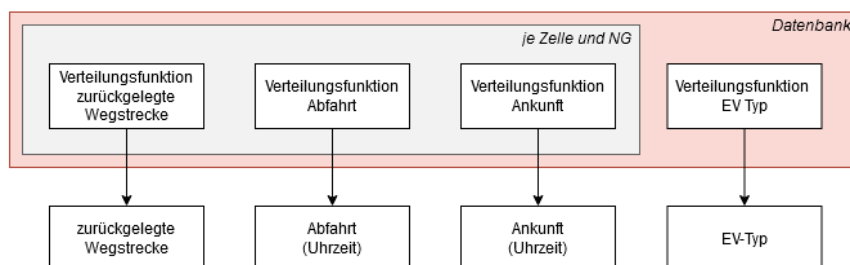 Datenbank
je Zelle und NG
Verteilungsfunktion
zurückgelegte
Wegstrecke
Verteilungsfunktion
Abfahrt
Verteilungsfunktion
Ankunft
Verteilungsfunktion
EV Typ
zurückgelegte
Wegstrecke
Abfahrt
(Uhrzeit)
Ankunft
(Uhrzeit)
EV-Typ